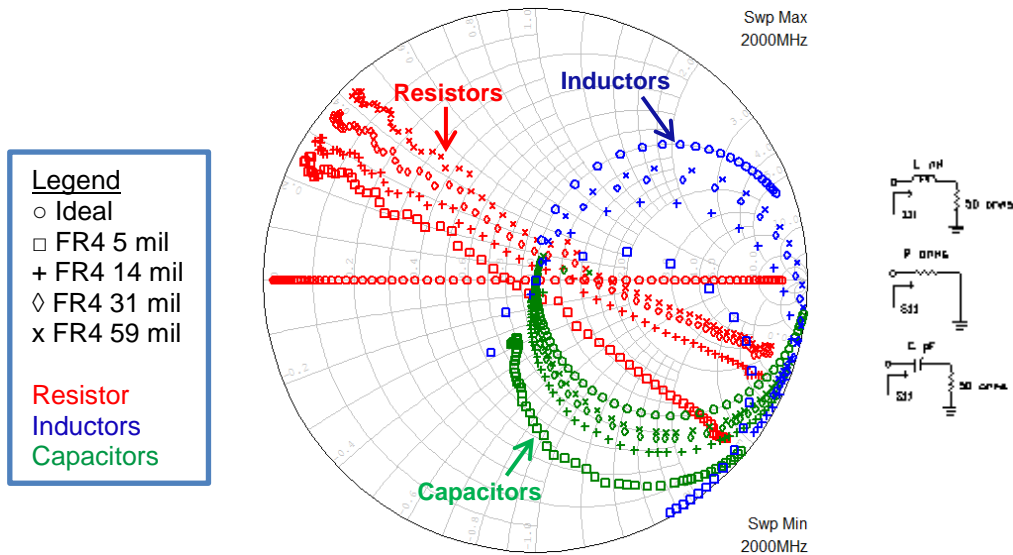 Swp Max
2000MHz
Resistors
Inductors
Capacitors
Legend
○ Ideal
□ FR4 5 mil
+ FR4 14 mil
◊ FR4 31 mil
x FR4 59 mil
Resistor
Inductors
Capacitors
L nH
S11
50 OHMS
R OHMS
S11
C pF
S11
50 OHMS
Swp Min
2000MHz